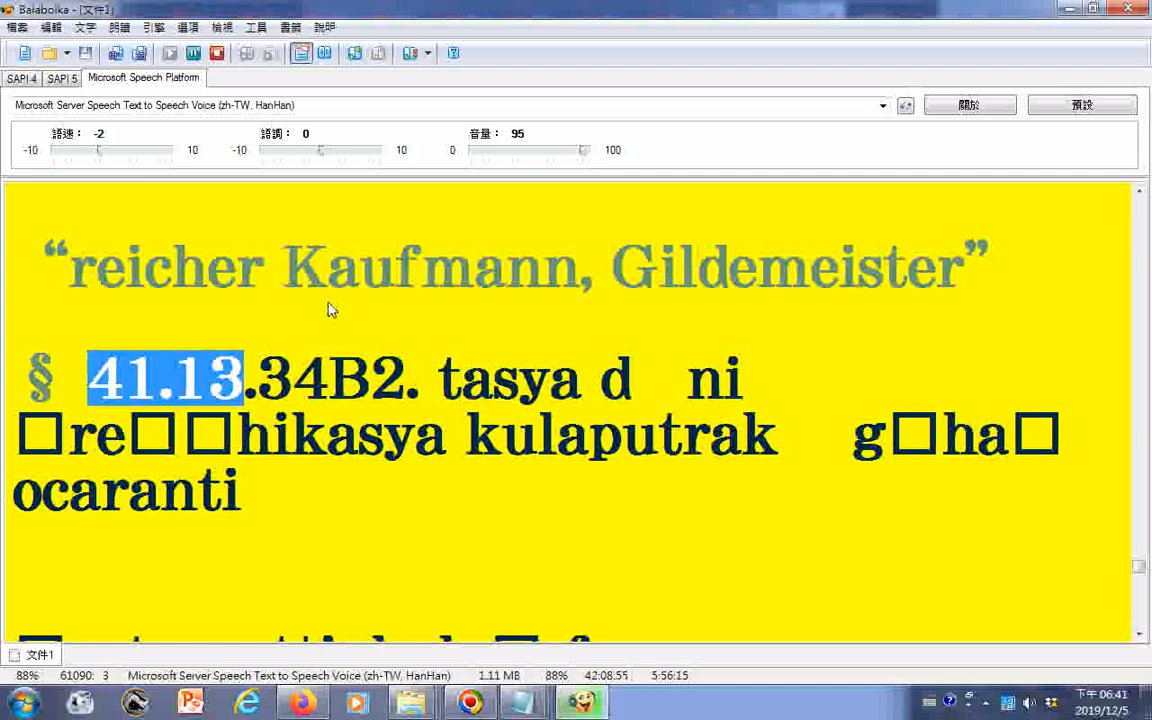 Balabolka - [文件1]
檔案 編輯 文字 朗讀 引擎 選項 檢視 工具 書籤 說明
SAPI 4 SAPI 5 Microsoft Speech Platform
Microsoft Server Speech Text to Speech Voice (zh-TW, HanHan) 關於 預設
語速： -2 語調： 0 音量： 95
-10 10 -10 10 0 100
“reicher Kaufmann, Gildemeister”
§ 41.13.34B2. tasya d ni
□re□□hikasya kulaputrak g□ha□
ocaranti
文件1
88% 61090: 3 Microsoft Server Speech Text to Speech Voice (zh-TW, HanHan) 1.11 MB 88% 42:08:55 5:56:15
下午 06:41
2019/12/5